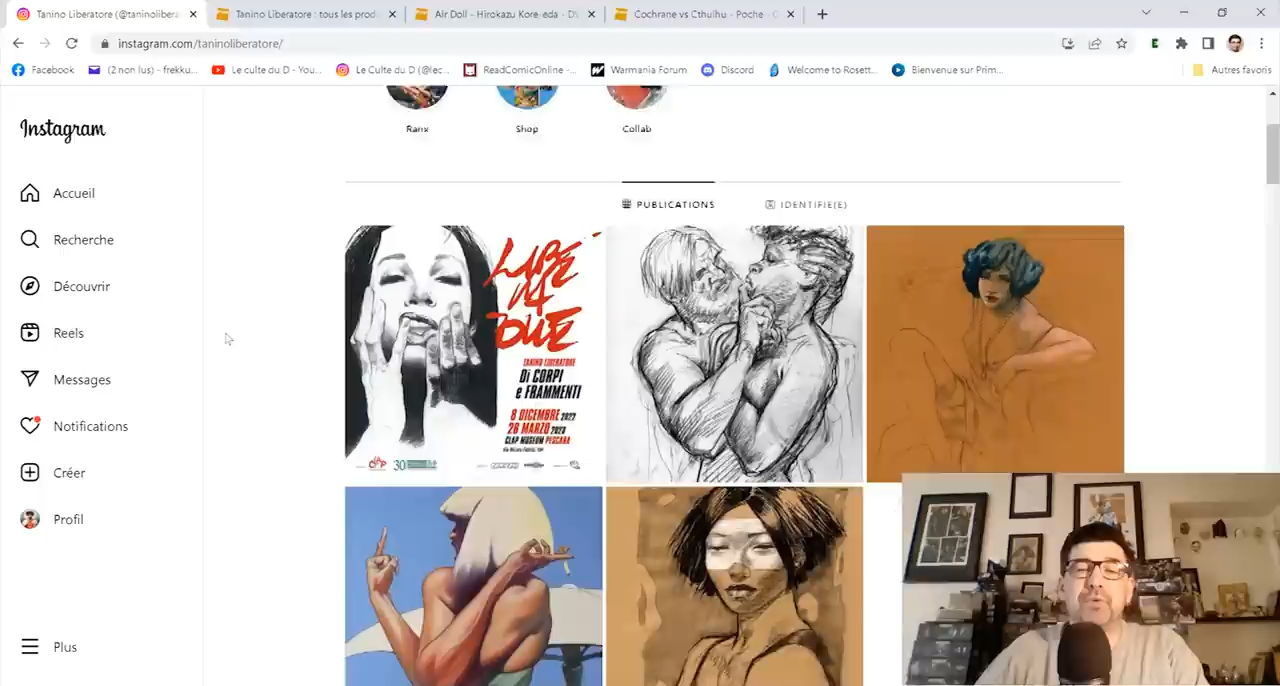 Tanino Liberatore (@taninolibera
Tanino Liberatore : tous les prod
Air Doll - Hirokazu Kore-eda - DV
Cochrane vs Cthulhu - Poche -
instagram.com/taninoliberatore/
Facebook
(2 non lus) - frekku...
Le culte du D - You...
Le Culte du D (@lec...
ReadComicOnline -...
Warmania Forum
Discord
Welcome to Rosett...
Bienvenue sur Prim...
Autres favoris
Instagram
Ranx
Shop
Collab
Accueil
Recherche
Découvrir
Reels
Messages
Notifications
Créer
Profil
Plus
PUBLICATIONS
IDENTIFIÉ(E)
TANINO LIBERATORE
DI CORPI
e FRAMMENTI
8 DICEMBRE 2022
26 MARZO 2023
CLAP MUSEUM PESCARA
CLAP
30